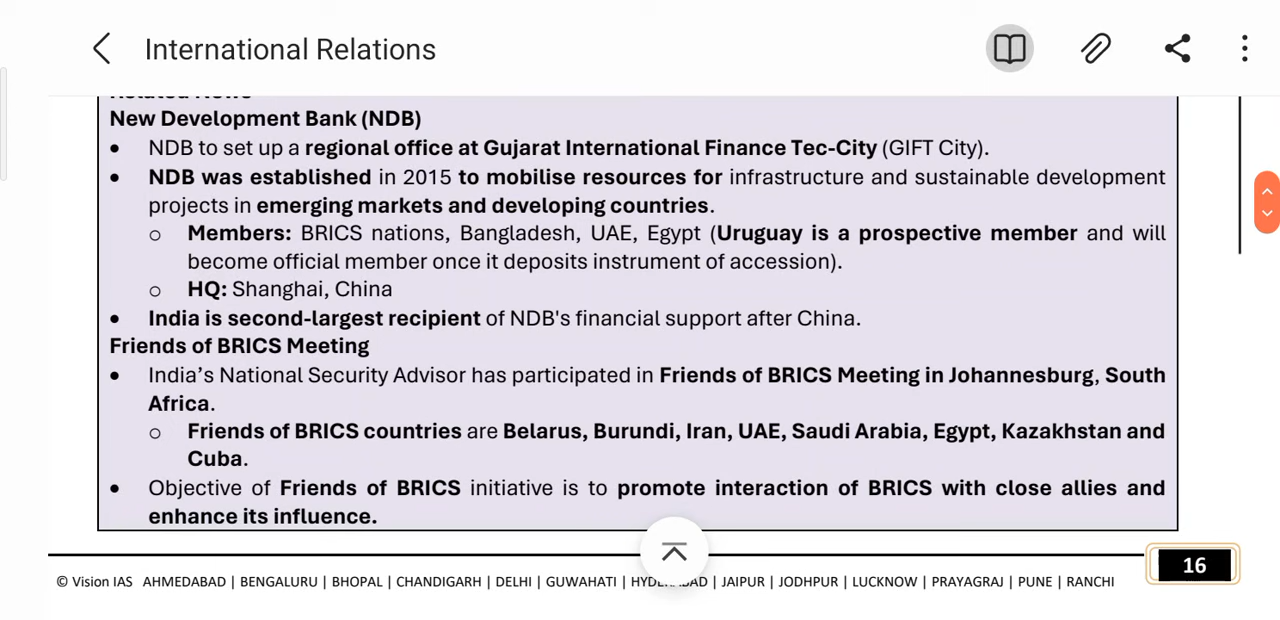 International Relations
New Development Bank (NDB)
• NDB to set up a regional office at Gujarat International Finance Tec-City (GIFT City).
• NDB was established in 2015 to mobilise resources for infrastructure and sustainable development
projects in emerging markets and developing countries.
o Members: BRICS nations, Bangladesh, UAE, Egypt (Uruguay is a prospective member and will
become official member once it deposits instrument of accession).
o HQ: Shanghai, China
• India is second-largest recipient of NDB's financial support after China.
Friends of BRICS Meeting
• India’s National Security Advisor has participated in Friends of BRICS Meeting in Johannesburg, South
Africa.
o Friends of BRICS countries are Belarus, Burundi, Iran, UAE, Saudi Arabia, Egypt, Kazakhstan and
Cuba.
• Objective of Friends of BRICS initiative is to promote interaction of BRICS with close allies and
enhance its influence.
© Vision IAS AHMEDABAD | BENGALURU | BHOPAL | CHANDIGARH | DELHI | GUWAHATI | | JAIPUR | JODHPUR | LUCKNOW | PRAYAGRAJ | PUNE | RANCHI
16